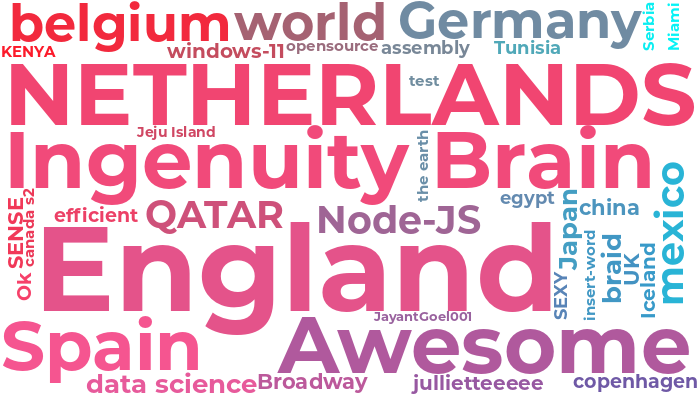 belgium
world
Germany
Serbia
Miami
KENYA
windows-11
opensource
assembly
Tunisia
NETHERLANDS
test
Jeju Island
Ingenuity
Brain
the earth
SENSE
Ok
canada s2
efficient
QATAR
Node-JS
egypt
Japan
china
mexico
England
SEXY
insert-word
braid
UK
Iceland
JayantGoel001
Spain
Awesome
data science
Broadway
jullietteeeee
copenhagen